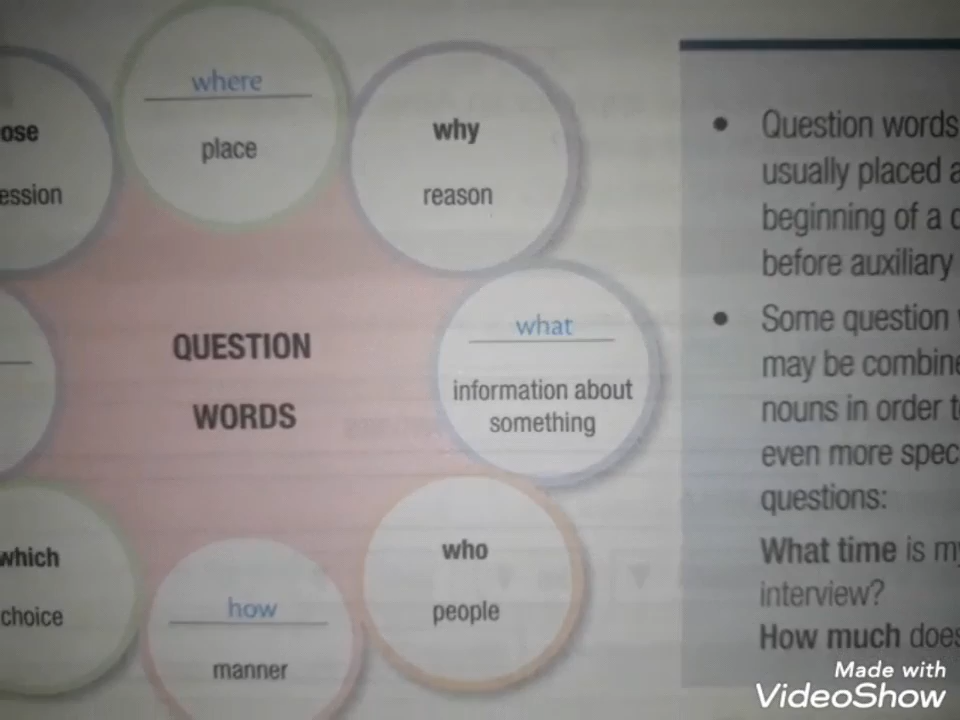 where
place
why
reason
ose
ession
what
information about
something
QUESTION
WORDS
who
people
how
manner
which
choice
Question words
usually placed a
beginning of a
before auxiliary
Some question
may be combine
nouns in order t
even more spec
questions:
What time is my
interview?
How much does
Made with
VideoShow